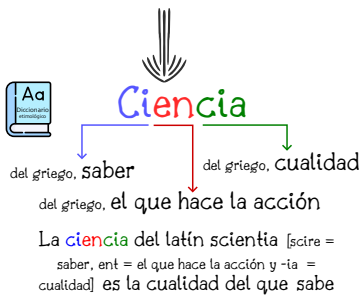 Aa
Diccionario
etimológico
Ciencia
del griego, saber
del griego, cualidad
del griego, el que hace la acción
La ciencia del latín scientia [scire =
saber, ent = el que hace la acción y -ia =
cualidad] es la cualidad del que sabe